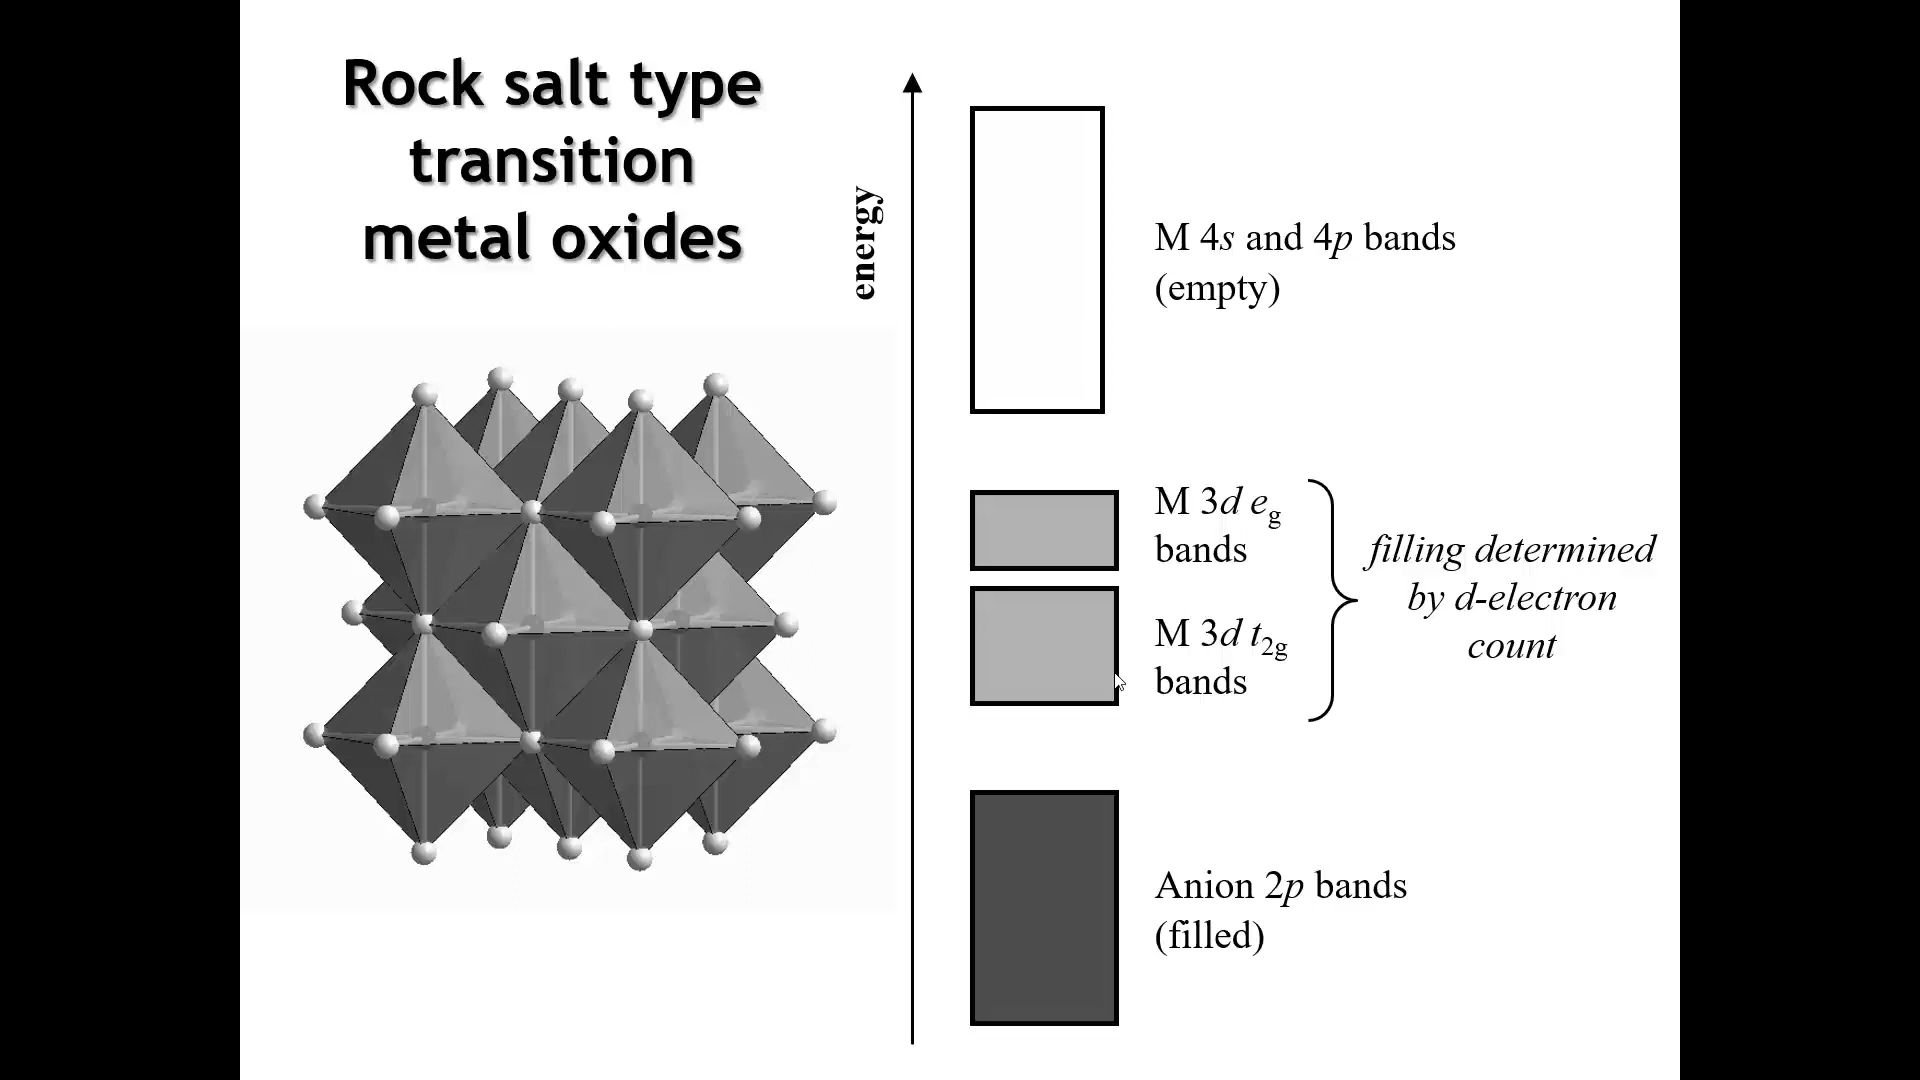 Rock salt type
transition
metal oxides
energy
M 4s and 4p bands
(empty)
M 3d eg
bands
M 3d t2g
bands
filling determined
by d-electron
count
Anion 2p bands
(filled)